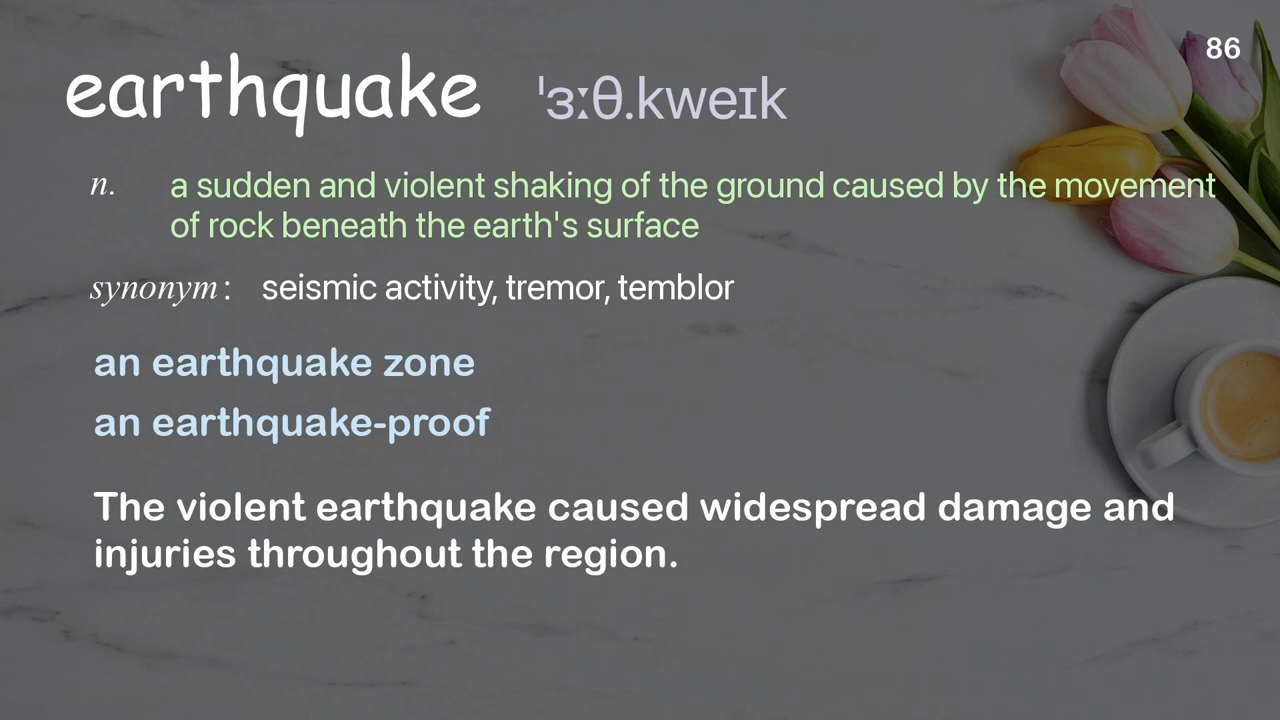 86
earthquake ˈɜːθ.kweɪk
n. a sudden and violent shaking of the ground caused by the movement
of rock beneath the earth's surface
synonym: seismic activity, tremor, temblor
an earthquake zone
an earthquake-proof
The violent earthquake caused widespread damage and
injuries throughout the region.